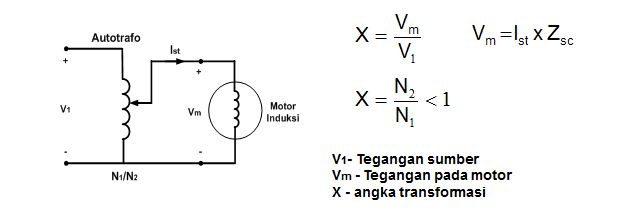 Autotrafo
Ist
+
+
V1
Vm
Motor
Induksi
-
-
N1/N2
X = Vm/V1
Vm =Ist x Zsc
X = N2/N1 < 1
V1- Tegangan sumber
Vm - Tegangan pada motor
X - angka transformasi